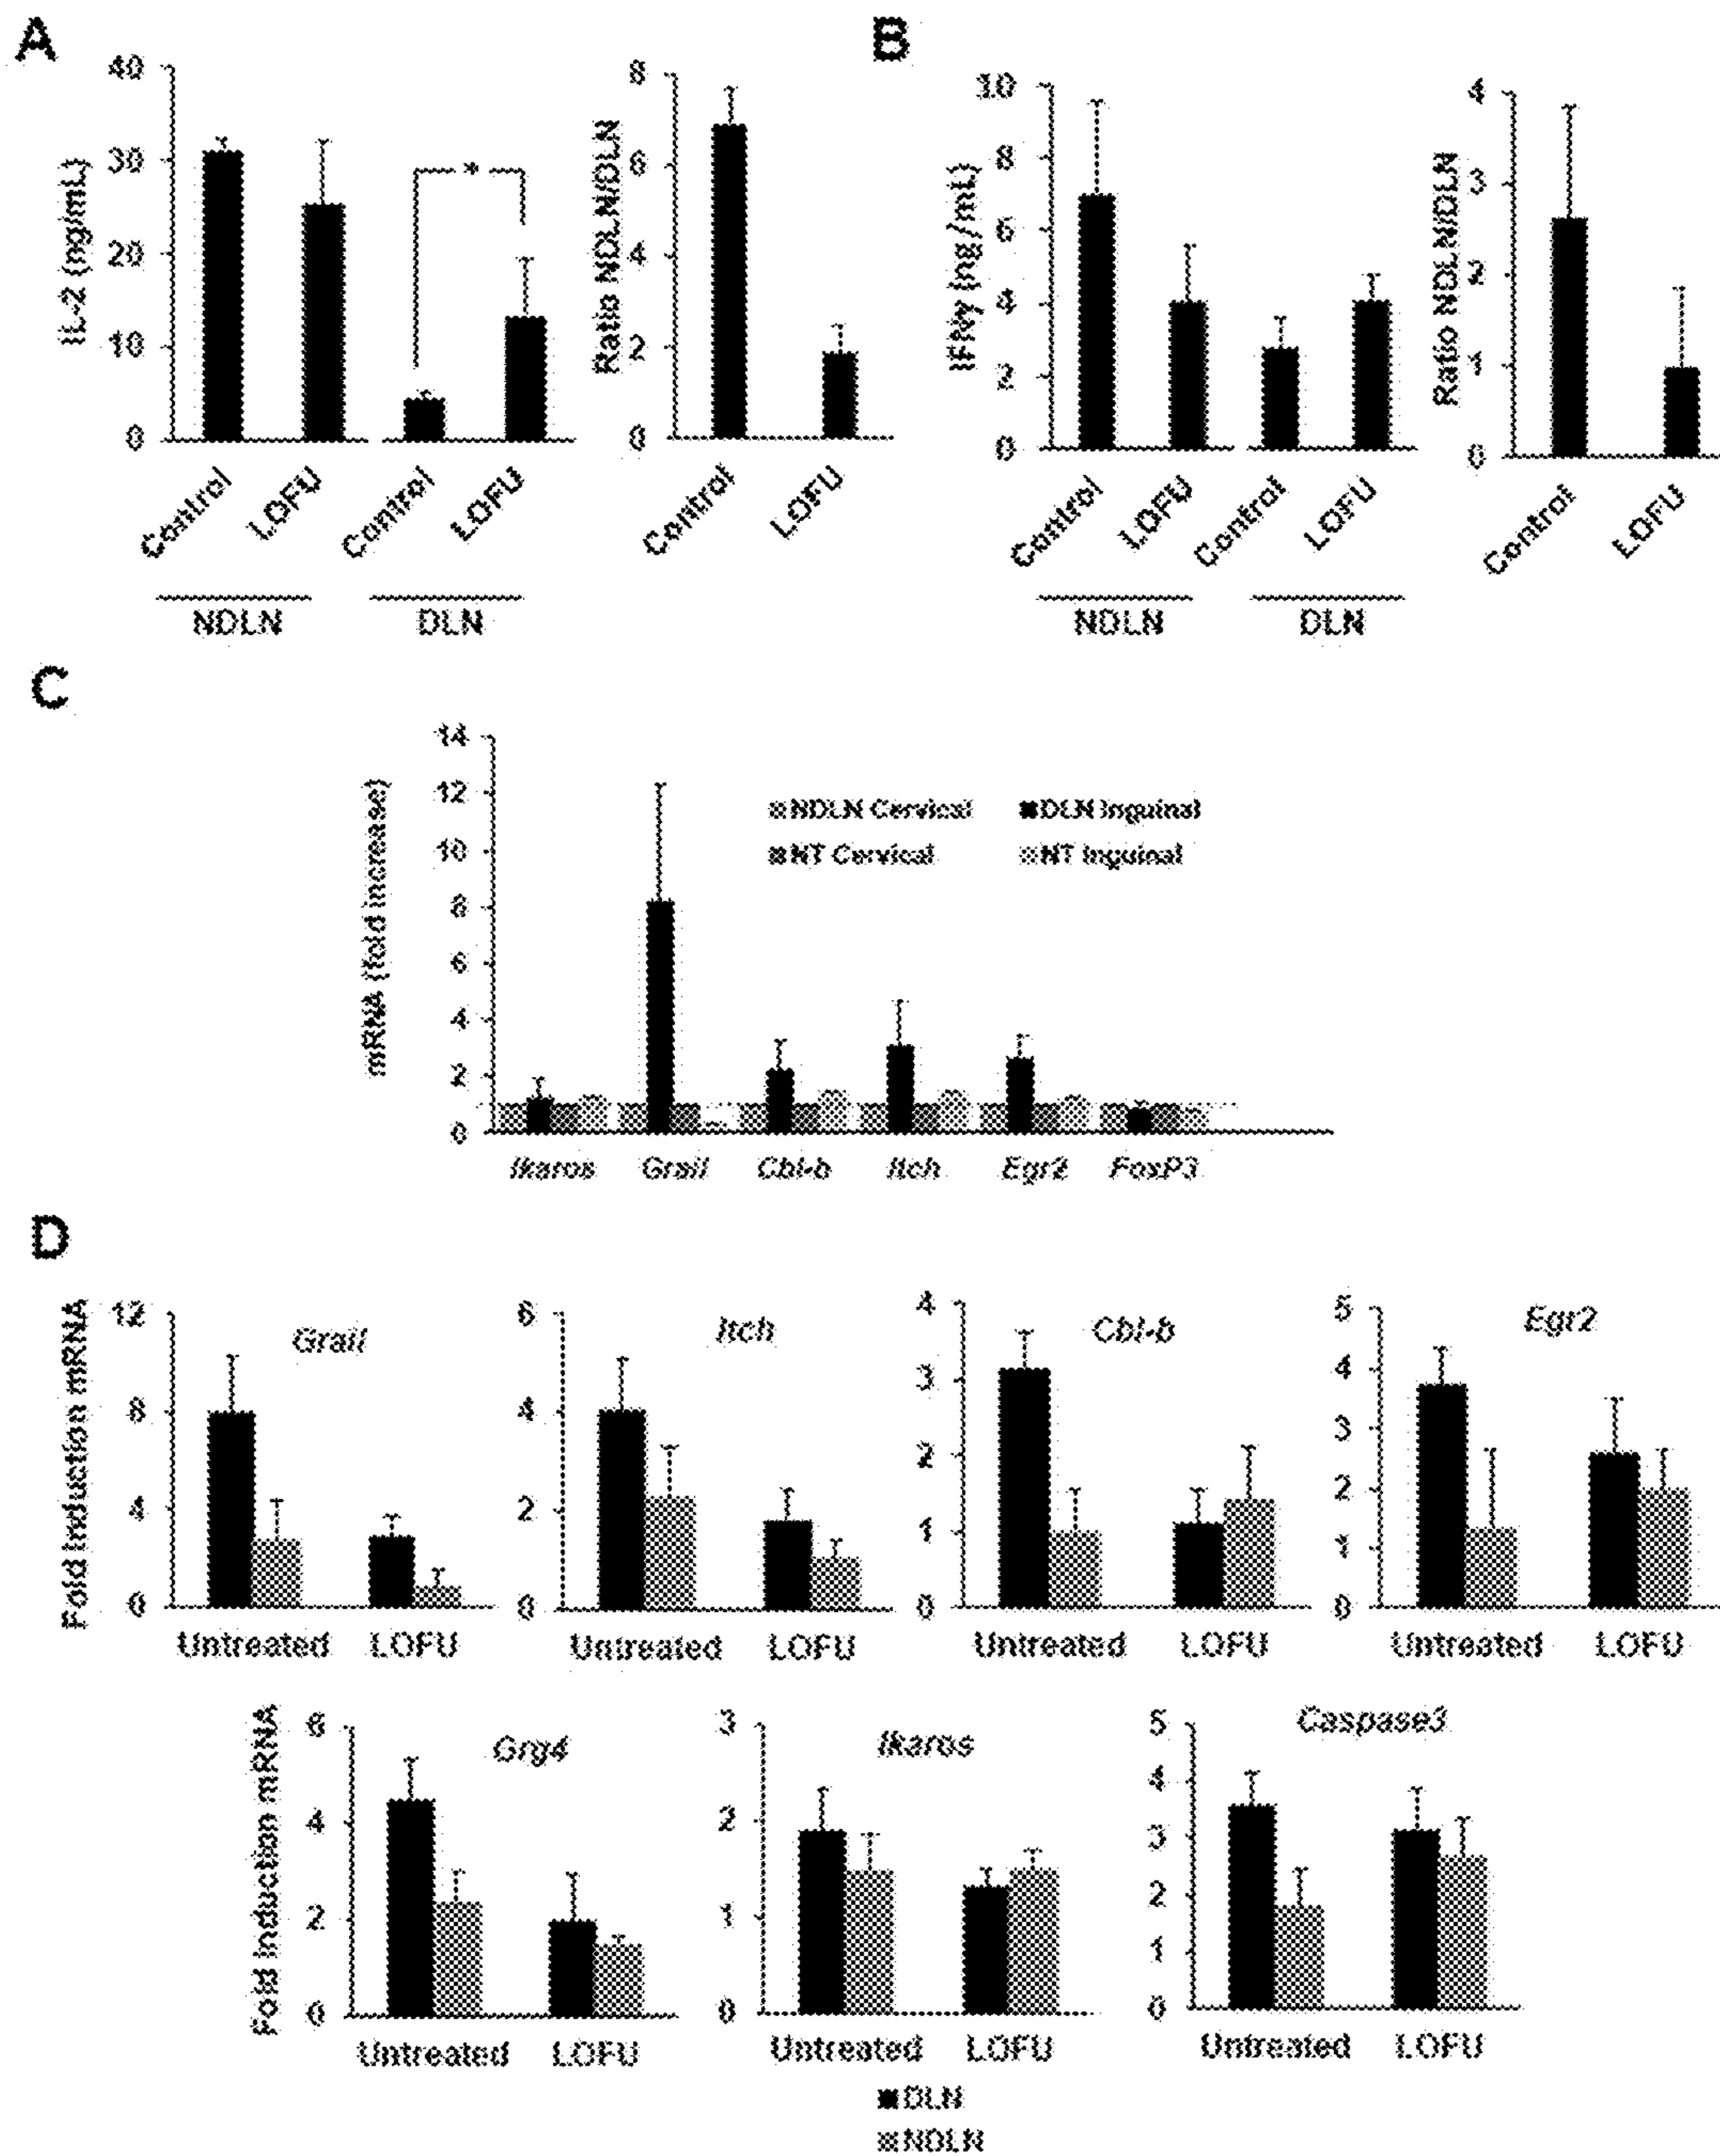 A
IL-2 (ng/mL)
40
30
20
10
0
*
Control
LOFU
Control
LOFU
NDLN
DLN
Ratio NDLN/DLN
8
6
4
2
0
Control
LOFU
B
IFNγ (ng/mL)
10
8
6
4
2
0
Control
LOFU
Control
LOFU
NDLN
DLN
Ratio NDLN/DLN
4
3
2
1
0
Control
LOFU
C
mRNA (fold increase)
14
12
10
8
6
4
2
0
NDLN Cervical
DLN Inguinal
NT Cervical
NT Inguinal
Ikaros
Grail
Cbl-b
Itch
Egr2
FoxP3
D
Fold Induction mRNA
12
8
4
0
Grail
Untreated
LOFU
6
4
2
0
Itch
Untreated
LOFU
4
3
2
1
0
Cbl-b
Untreated
LOFU
5
4
3
2
1
0
Egr2
Untreated
LOFU
Fold Induction mRNA
6
4
2
0
Grg4
Untreated
LOFU
3
2
1
0
Ikaros
Untreated
LOFU
5
4
3
2
1
0
Caspase3
Untreated
LOFU
DLN
NDLN